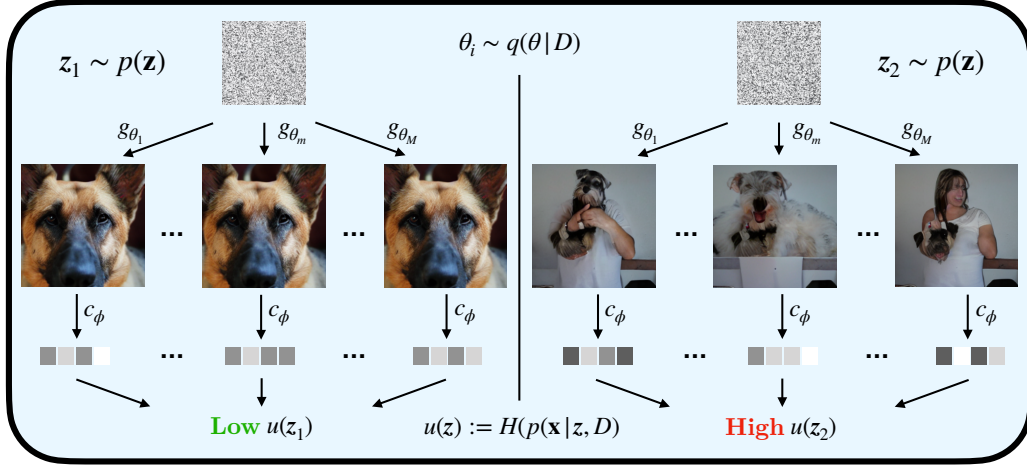 z₁ ~ p(z)
θᵢ ~ q(θ|D)
z₂ ~ p(z)
g_θ₁ g_θₘ g_θ_M
g_θ₁ g_θₘ g_θ_M
... ...
... ...
c_ϕ c_ϕ c_ϕ
c_ϕ c_ϕ c_ϕ
... ...
... ...
Low u(z₁)
u(z) := H(p(x|z, D)
High u(z₂)